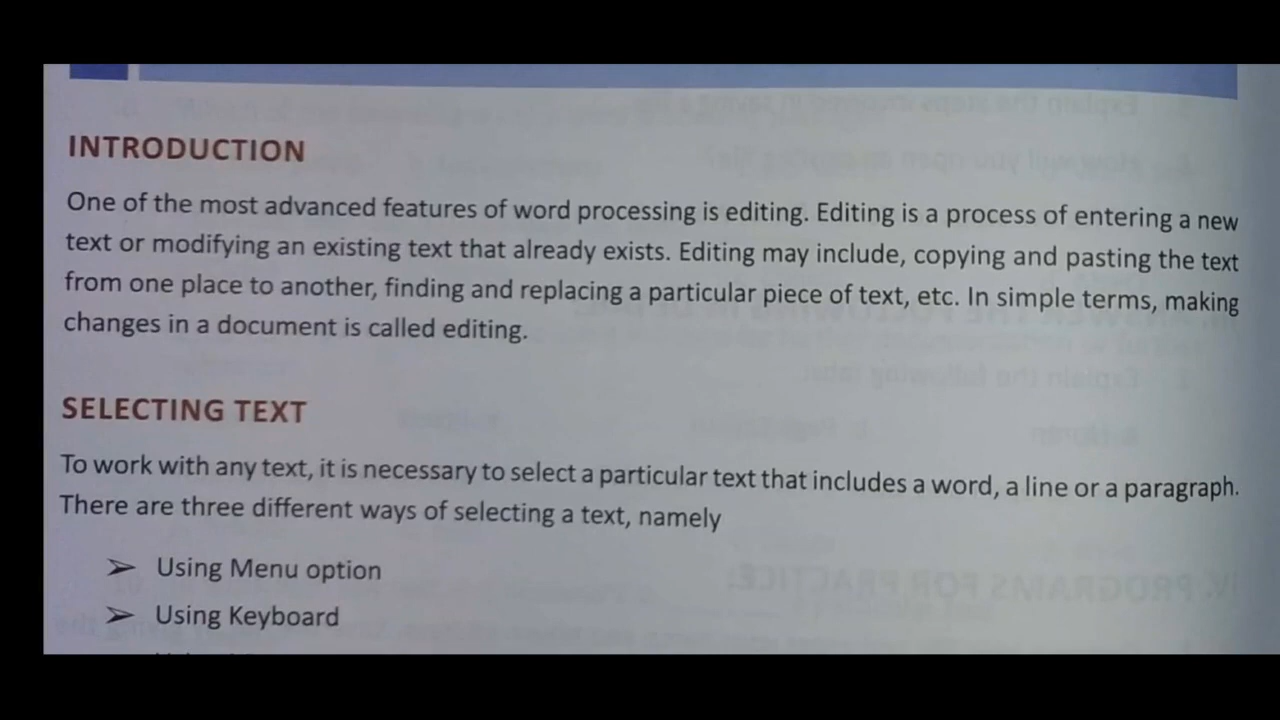 INTRODUCTION
One of the most advanced features of word processing is editing. Editing is a process of entering a new
text or modifying an existing text that already exists. Editing may include, copying and pasting the text
from one place to another, finding and replacing a particular piece of text, etc. In simple terms, making
changes in a document is called editing.
SELECTING TEXT
To work with any text, it is necessary to select a particular text that includes a word, a line or a paragraph.
There are three different ways of selecting a text, namely
➢ Using Menu option
➢ Using Keyboard